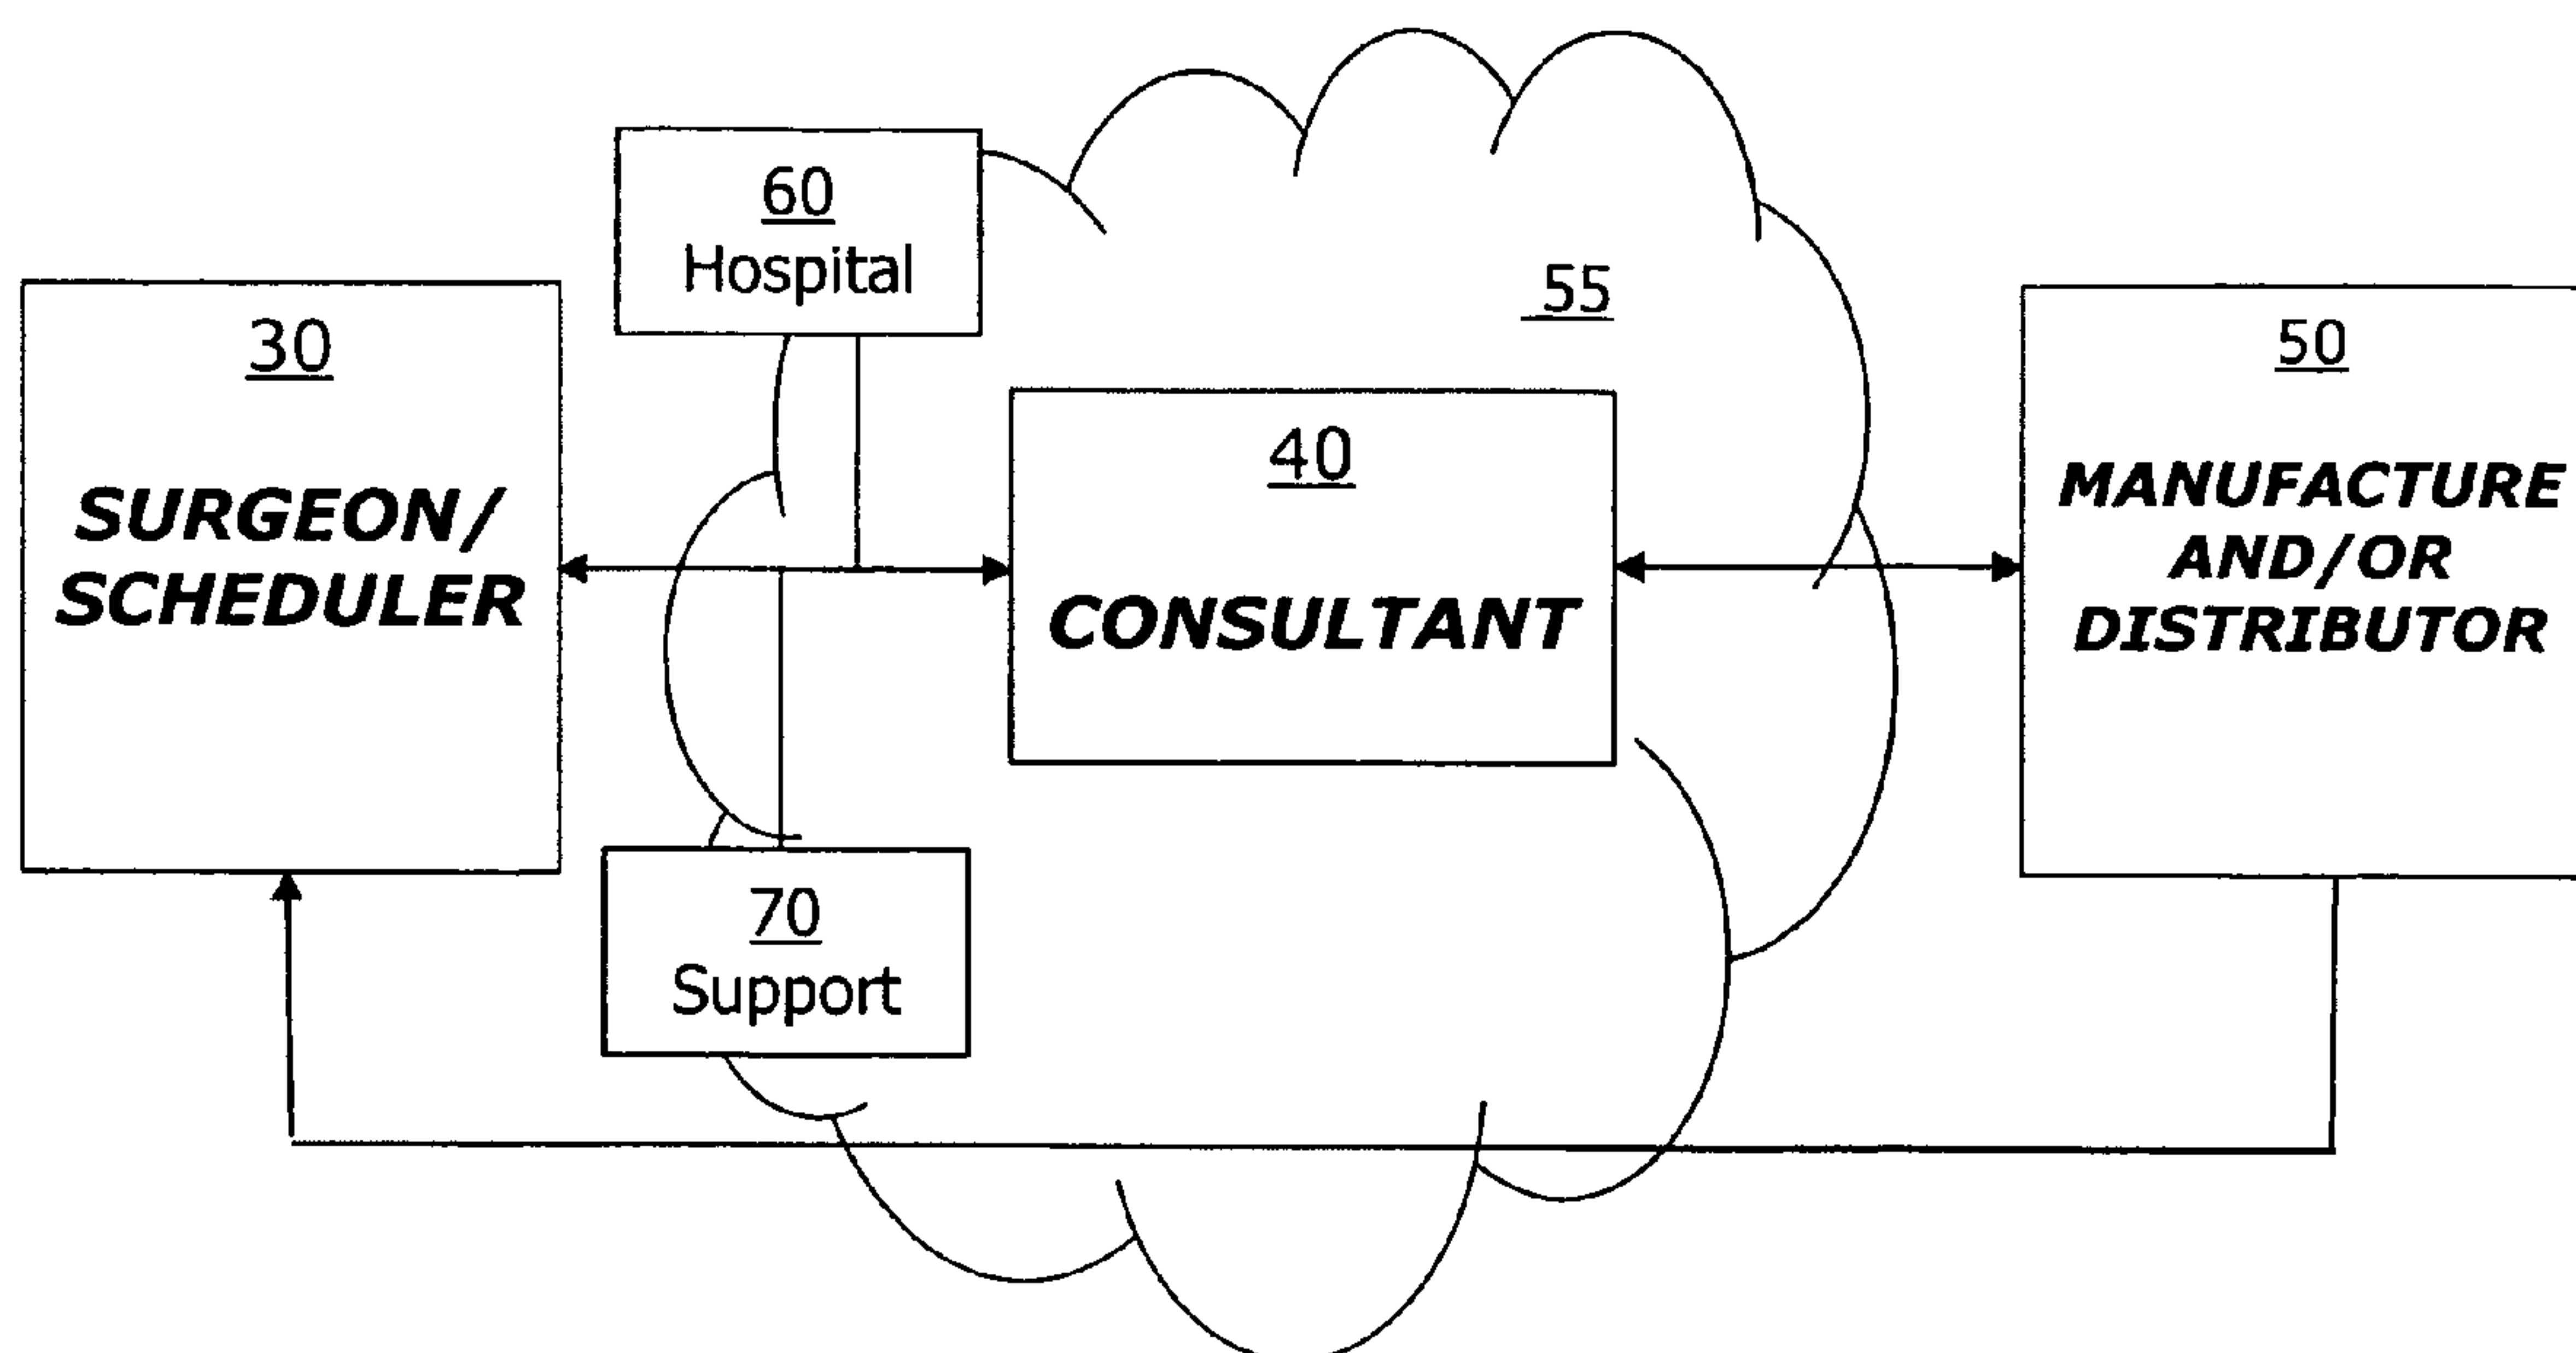 60
Hospital
55
30
SURGEON/
SCHEDULER
40
CONSULTANT
50
MANUFACTURE
AND/OR
DISTRIBUTOR
70
Support